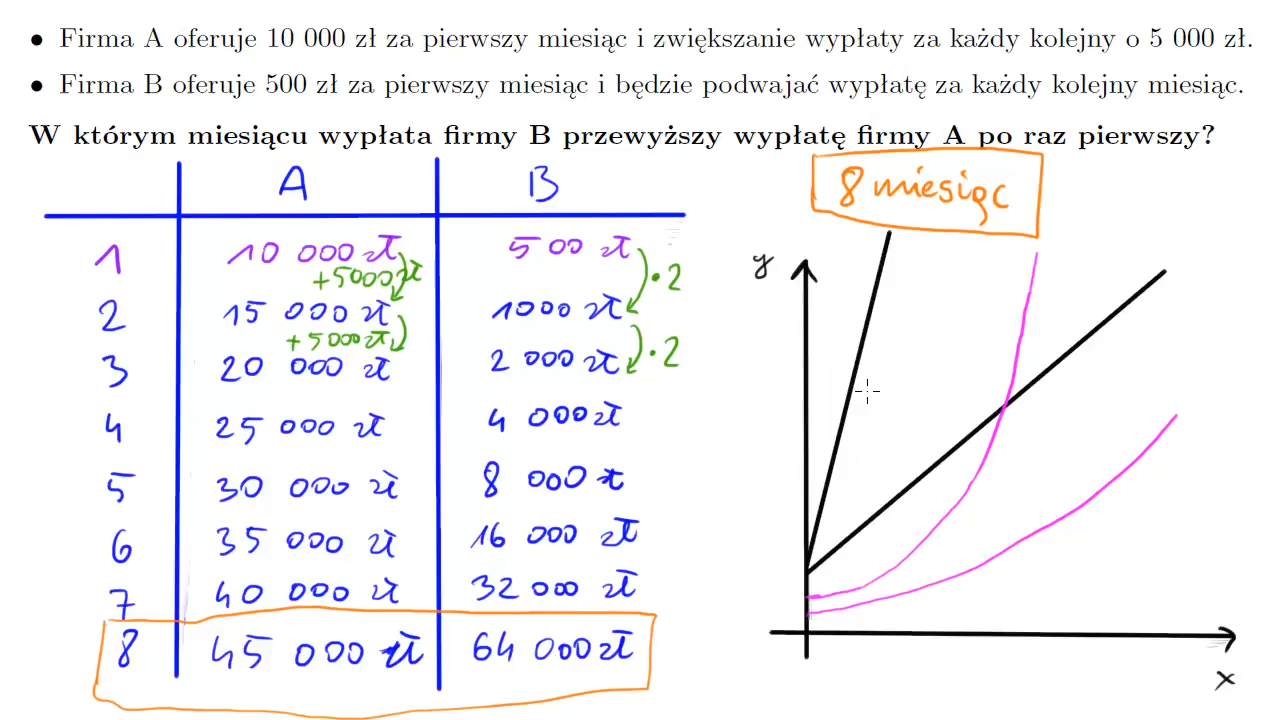 • Firma A oferuje 10 000 zł za pierwszy miesiąc i zwiększanie wypłaty za każdy kolejny o 5 000 zł.
• Firma B oferuje 500 zł za pierwszy miesiąc i będzie podwajać wypłatę za każdy kolejny miesiąc.
W którym miesiącu wypłata firmy B przewyższy wypłatę firmy A po raz pierwszy?
8 miesiąc
A B
1 10 000 zł 500 zł
+5000 zł ·2
2 15 000 zł 1000 zł
+5000 zł ·2
3 20 000 zł 2 000 zł
4 25 000 zł 4 000 zł
5 30 000 zł 8 000 zł
6 35 000 zł 16 000 zł
7 40 000 zł 32 000 zł
8 45 000 zł 64 000 zł
y
x